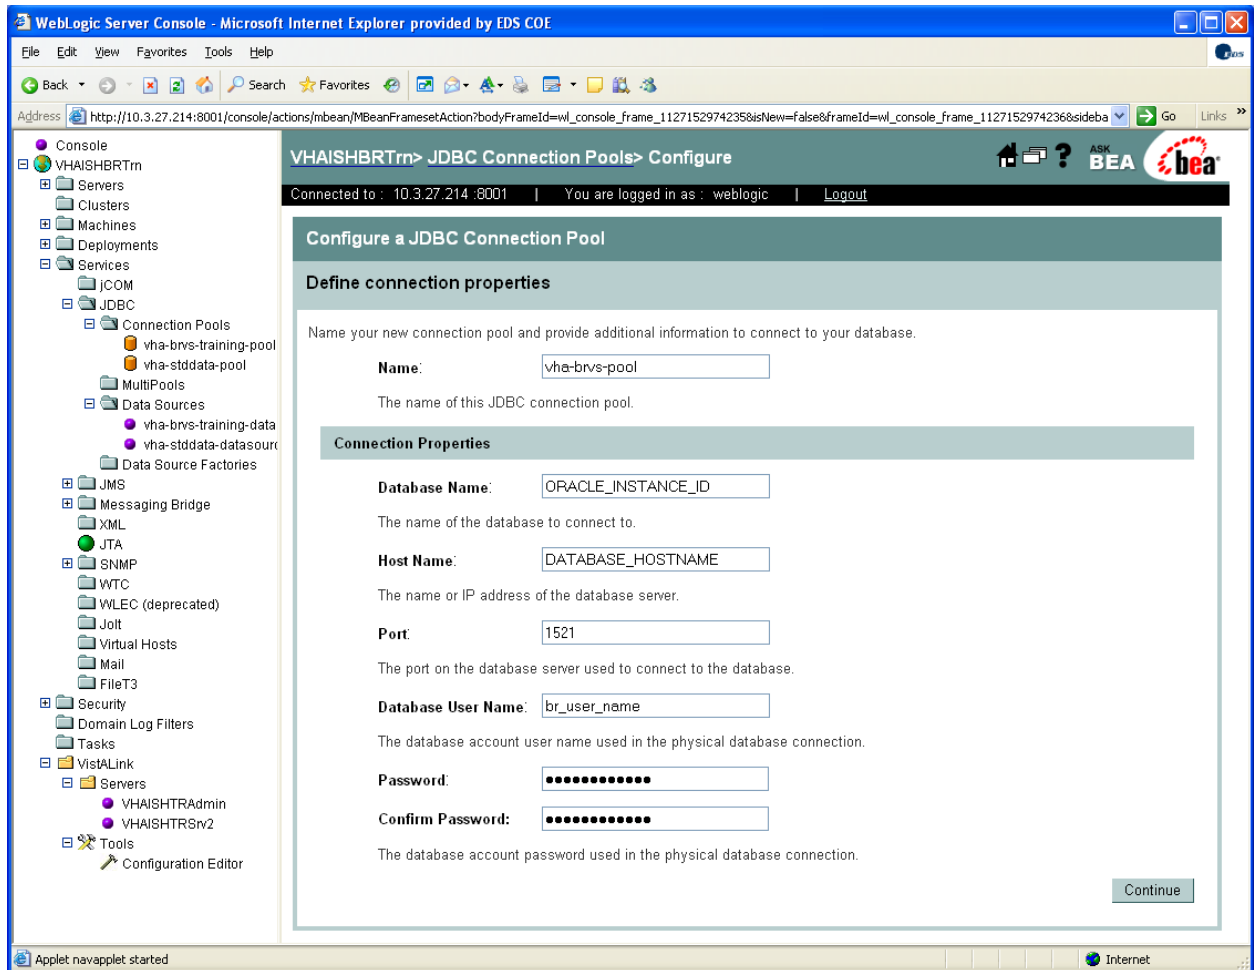 WebLogic Server Console - Microsoft Internet Explorer provided by EDS COE
File Edit View Favorites Tools Help
EDS
Back Search Favorites
Address http://10.3.27.214:8001/console/actions/mbean/MBeanFramesetAction?bodyFrameId=wl_console_frame_1127152974235&isNew=false&frameId=wl_console_frame_1127152974236&sideba Go Links »
Console
VHAISHBRTrn
Servers
Clusters
Machines
Deployments
Services
jCOM
JDBC
Connection Pools
vha-brvs-training-pool
vha-stddata-pool
MultiPools
Data Sources
vha-brvs-training-data
vha-stddata-datasour
Data Source Factories
JMS
Messaging Bridge
XML
JTA
SNMP
WTC
WLEC (deprecated)
Jolt
Virtual Hosts
Mail
FileT3
Security
Domain Log Filters
Tasks
VistALink
Servers
VHAISHTRAdmin
VHAISHTRSrv2
Tools
Configuration Editor
VHAISHBRTrn> JDBC Connection Pools> Configure
? ASK BEA bea
Connected to : 10.3.27.214 :8001 | You are logged in as : weblogic | Logout
Configure a JDBC Connection Pool
Define connection properties
Name your new connection pool and provide additional information to connect to your database.
Name: vha-brvs-pool
The name of this JDBC connection pool.
Connection Properties
Database Name: ORACLE_INSTANCE_ID
The name of the database to connect to.
Host Name: DATABASE_HOSTNAME
The name or IP address of the database server.
Port: 1521
The port on the database server used to connect to the database.
Database User Name: br_user_name
The database account user name used in the physical database connection.
Password: ●●●●●●●●●●●●
Confirm Password: ●●●●●●●●●●●●
The database account password used in the physical database connection.
Continue
Applet navapplet started
Internet